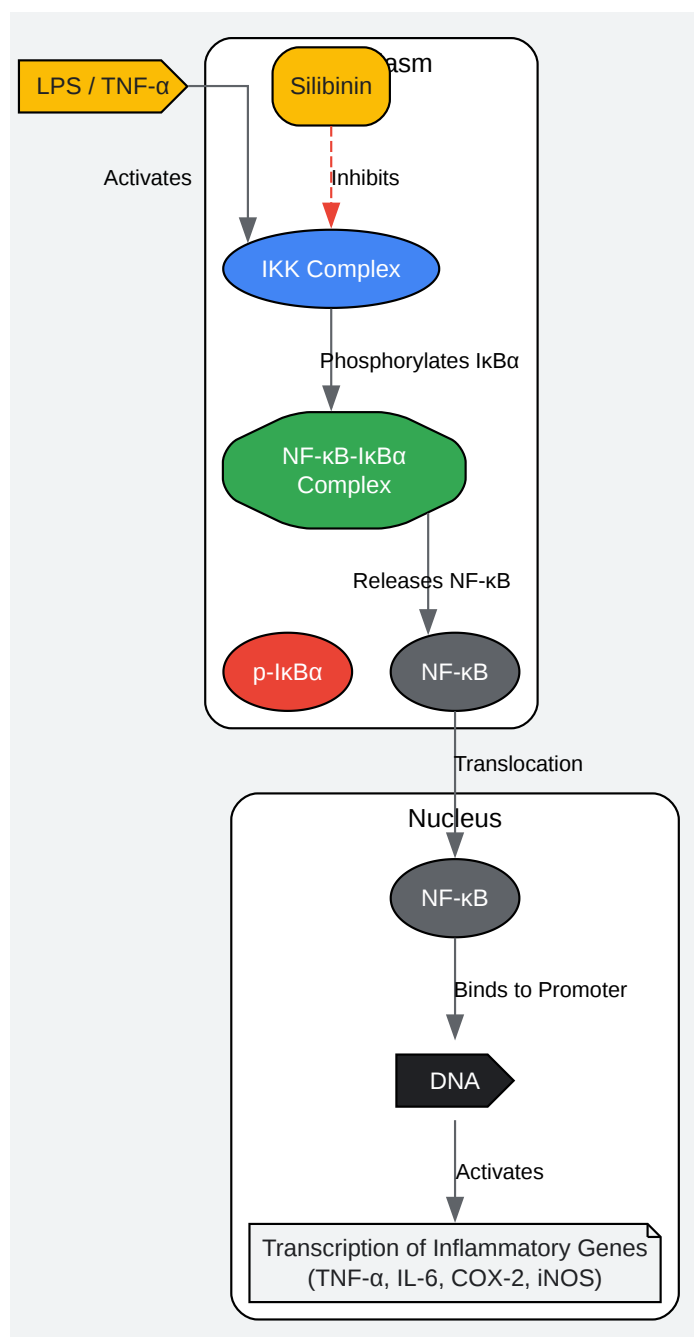 LPS / TNF-α
Silibinin
Activates
Inhibits
IKK Complex
Phosphorylates IκBα
NF-κB-IκBα
Complex
Releases NF-κB
p-IκBα
NF-κB
Translocation
Nucleus
NF-κB
Binds to Promoter
DNA
Activates
Transcription of Inflammatory Genes
(TNF-α, IL-6, COX-2, iNOS)